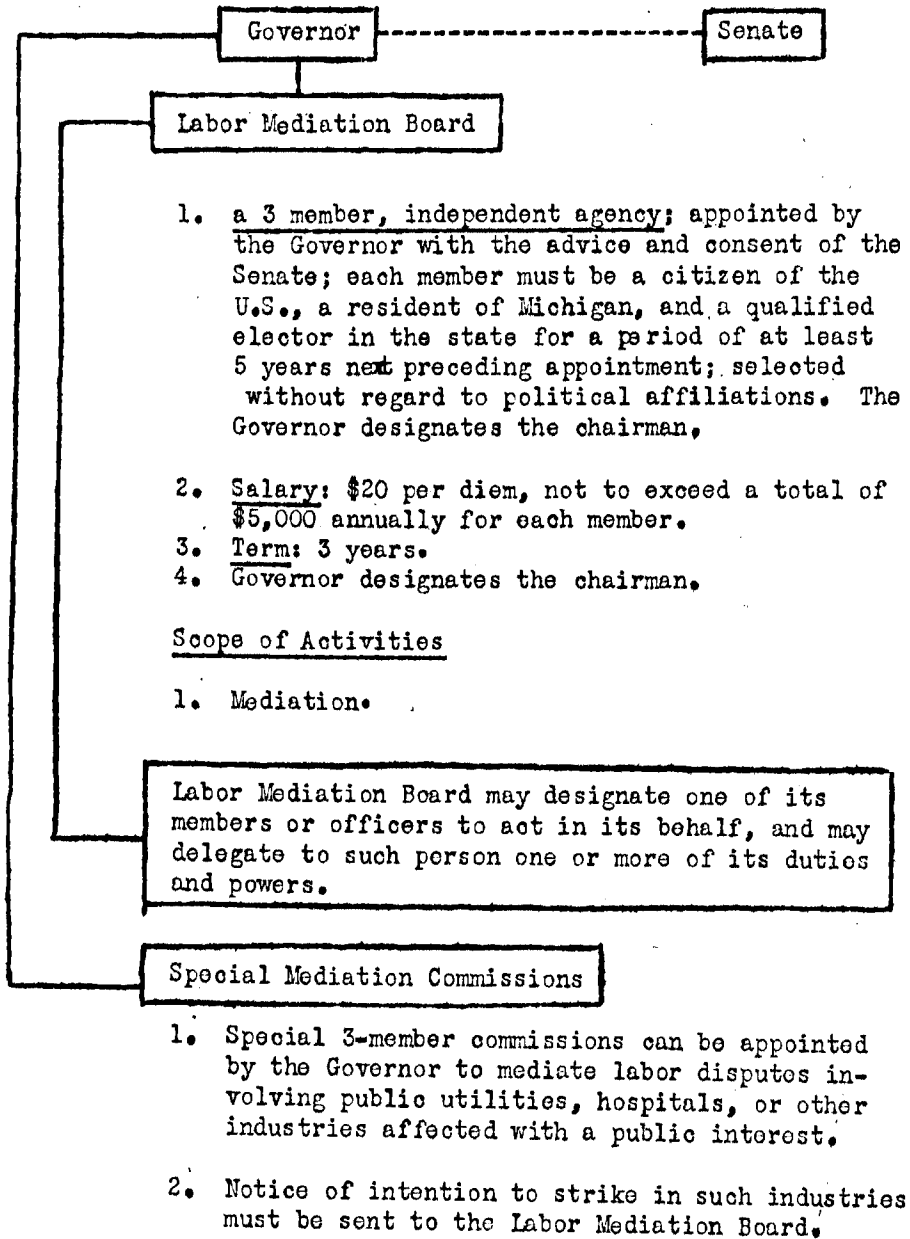 Governor Senate
Labor Mediation Board
1. a 3 member, independent agency; appointed by
the Governor with the advice and consent of the
Senate; each member must be a citizen of the
U.S., a resident of Michigan, and a qualified
elector in the state for a period of at least
5 years next preceding appointment; selected
without regard to political affiliations. The
Governor designates the chairman.
2. Salary: $20 per diem, not to exceed a total of
$5,000 annually for each member.
3. Term: 3 years.
4. Governor designates the chairman.
Scope of Activities
1. Mediation.
Labor Mediation Board may designate one of its
members or officers to act in its behalf, and may
delegate to such person one or more of its duties
and powers.
Special Mediation Commissions
1. Special 3-member commissions can be appointed
by the Governor to mediate labor disputes in-
volving public utilities, hospitals, or other
industries affected with a public interest.
2. Notice of intention to strike in such industries
must be sent to the Labor Mediation Board.